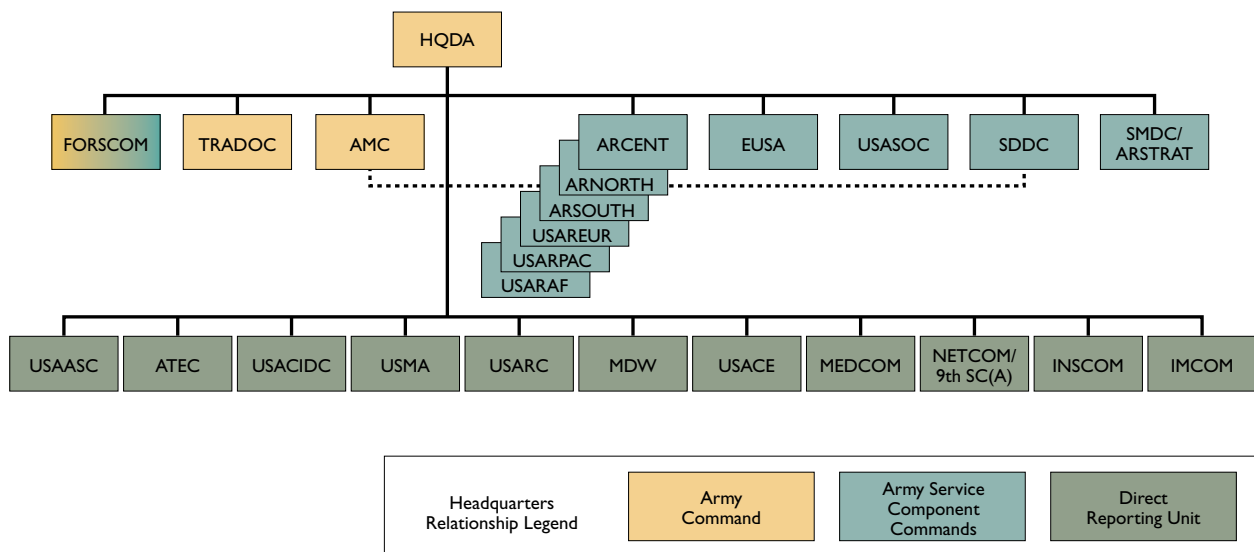 HQDA
FORSCOM
TRADOC
AMC
ARCENT
EUSA
USASOC
SDDC
SMDC/
ARSTRAT
ARNORTH
ARSOUTH
USAREUR
USARPAC
USARAF
USAASC
ATEC
USACIDC
USMA
USARC
MDW
USACE
MEDCOM
NETCOM/
9th SC(A)
INSCOM
IMCOM
Headquarters
Relationship Legend
Army
Command
Army Service
Component
Commands
Direct
Reporting Unit